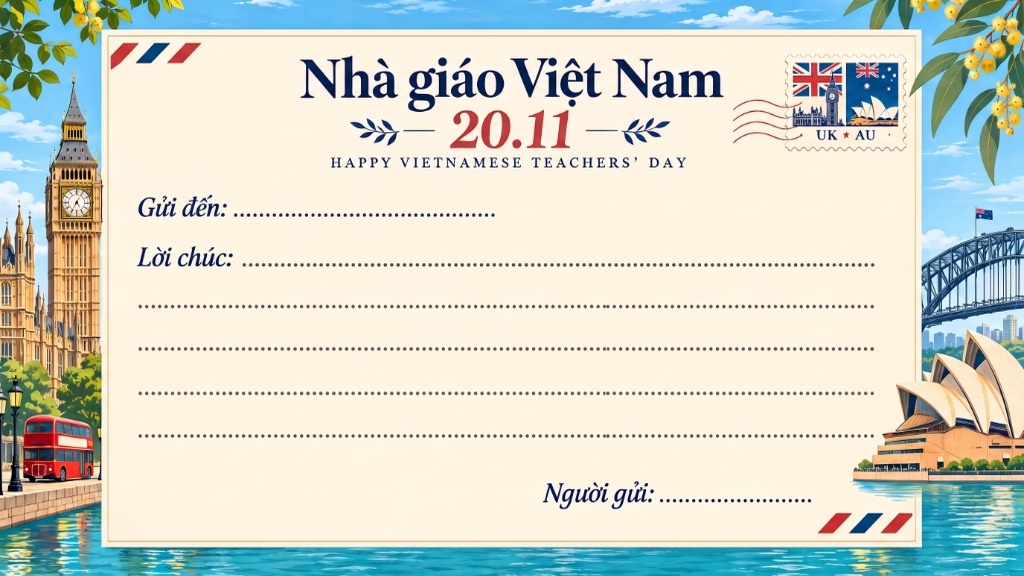 Nhà giáo Việt Nam
20.11
HAPPY VIETNAMESE TEACHERS' DAY
UK ★ AU
Gửi đến: ........................................
Lời chúc: ................................................................................
................................................................................
................................................................................
................................................................................
................................................................................
Người gửi: ........................